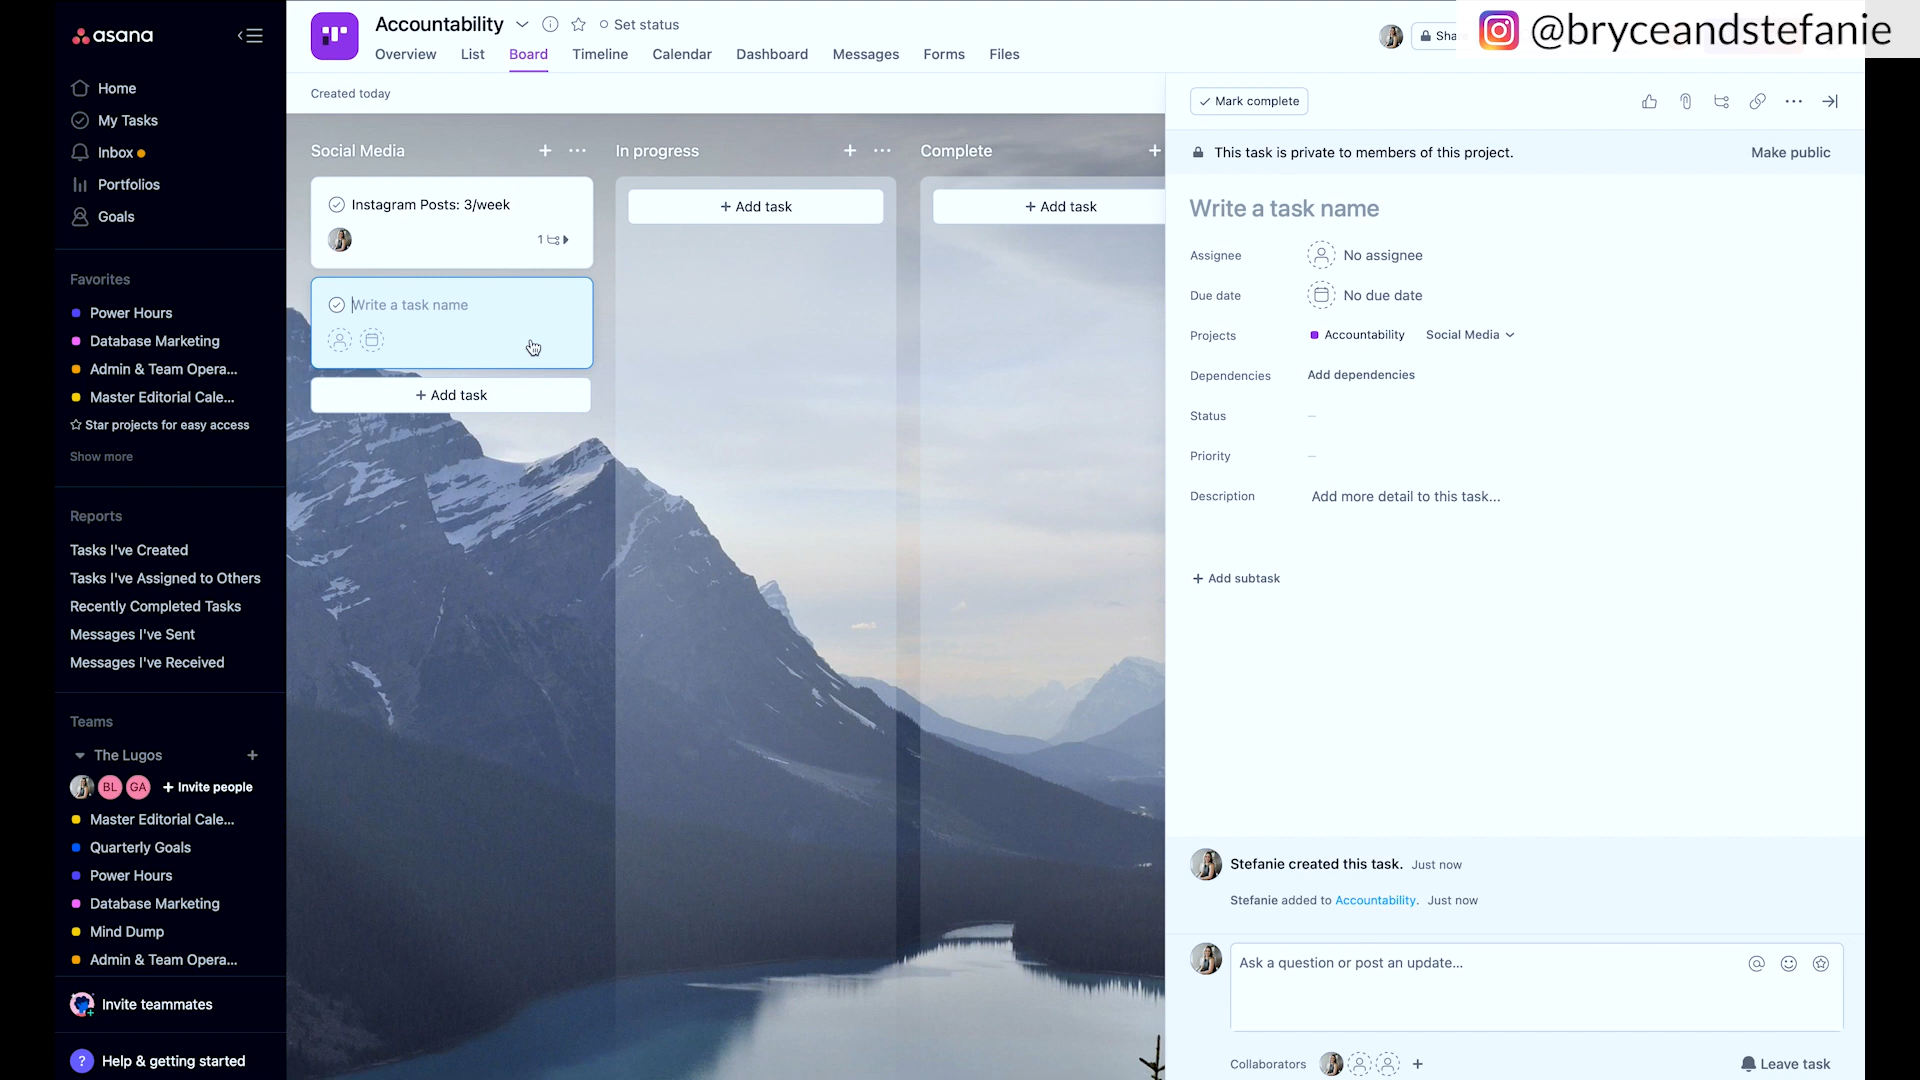 asana
Home
My Tasks
Inbox
Portfolios
Goals
Favorites
Power Hours
Database Marketing
Admin & Team Opera...
Master Editorial Cale...
Star projects for easy access
Show more
Reports
Tasks I've Created
Tasks I've Assigned to Others
Recently Completed Tasks
Messages I've Sent
Messages I've Received
Teams
The Lugos
BL GA + Invite people
Master Editorial Cale...
Quarterly Goals
Power Hours
Database Marketing
Mind Dump
Admin & Team Opera...
Invite teammates
? Help & getting started
Accountability
Set status
Overview List Board Timeline Calendar Dashboard Messages Forms Files
@bryceandstefanie
Created today
Social Media
Instagram Posts: 3/week
1
Write a task name
+ Add task
In progress
+ Add task
Complete
+ Add task
Mark complete
This task is private to members of this project.
Make public
Write a task name
Assignee No assignee
Due date No due date
Projects Accountability Social Media
Dependencies Add dependencies
Status –
Priority –
Description Add more detail to this task...
+ Add subtask
Stefanie created this task. Just now
Stefanie added to Accountability. Just now
Ask a question or post an update...
Collaborators
Leave task